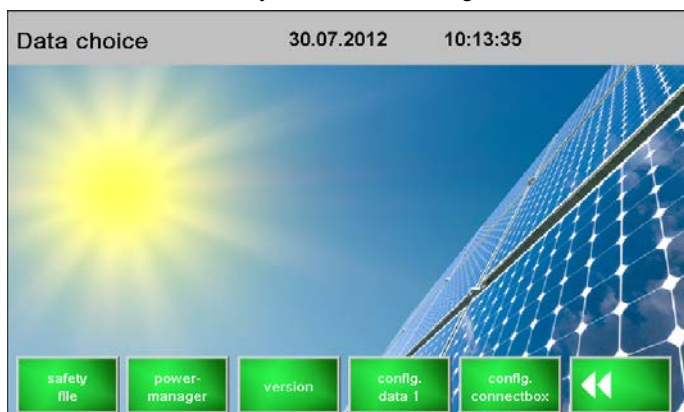 Data choice 30.07.2012 10:13:35
safety
file
power-
manager
version
config.
data 1
config.
connectbox